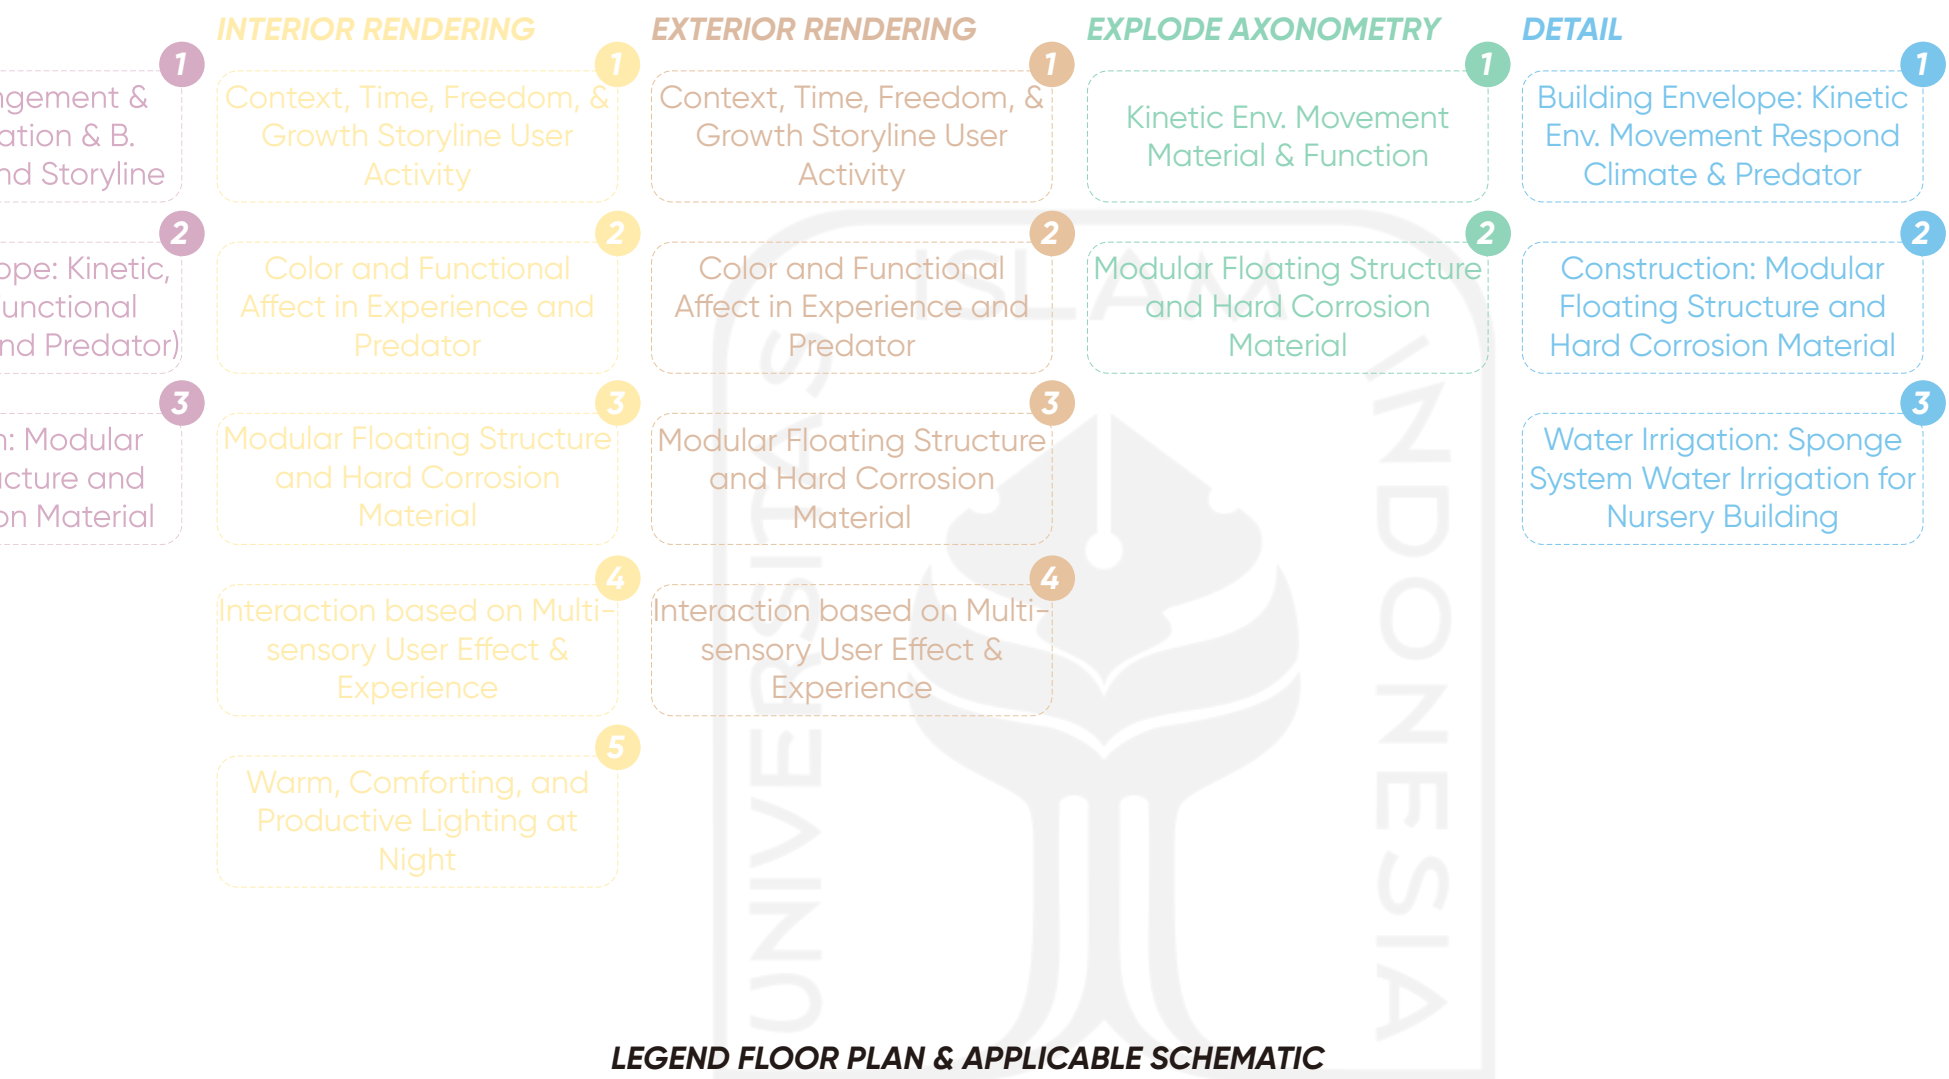 1
& 
& B.
Storyline
2
Kinetic,
Predator)
3
Modular
and
Material
INTERIOR RENDERING
1
Context, Time, Freedom, &
Growth Storyline User
Activity
2
Color and Functional
Affect in Experience and
Predator
3
Modular Floating Structure
and Hard Corrosion
Material
4
Interaction based on Multi-
sensory User Effect &
Experience
5
Warm, Comforting, and
Productive Lighting at
Night
EXTERIOR RENDERING
1
Context, Time, Freedom, &
Growth Storyline User
Activity
2
Color and Functional
Affect in Experience and
Predator
3
Modular Floating Structure
and Hard Corrosion
Material
4
Interaction based on Multi-
sensory User Effect &
Experience
EXPLODE AXONOMETRY
1
Kinetic Env. Movement
Material & Function
2
Modular Floating Structure
and Hard Corrosion
Material
DETAIL
1
Building Envelope: Kinetic
Env. Movement Respond
Climate & Predator
2
Construction: Modular
Floating Structure and
Hard Corrosion Material
3
Water Irrigation: Sponge
System Water Irrigation for
Nursery Building
UNIVERSITAS
ISLAM
INDONESIA
LEGEND FLOOR PLAN & APPLICABLE SCHEMATIC